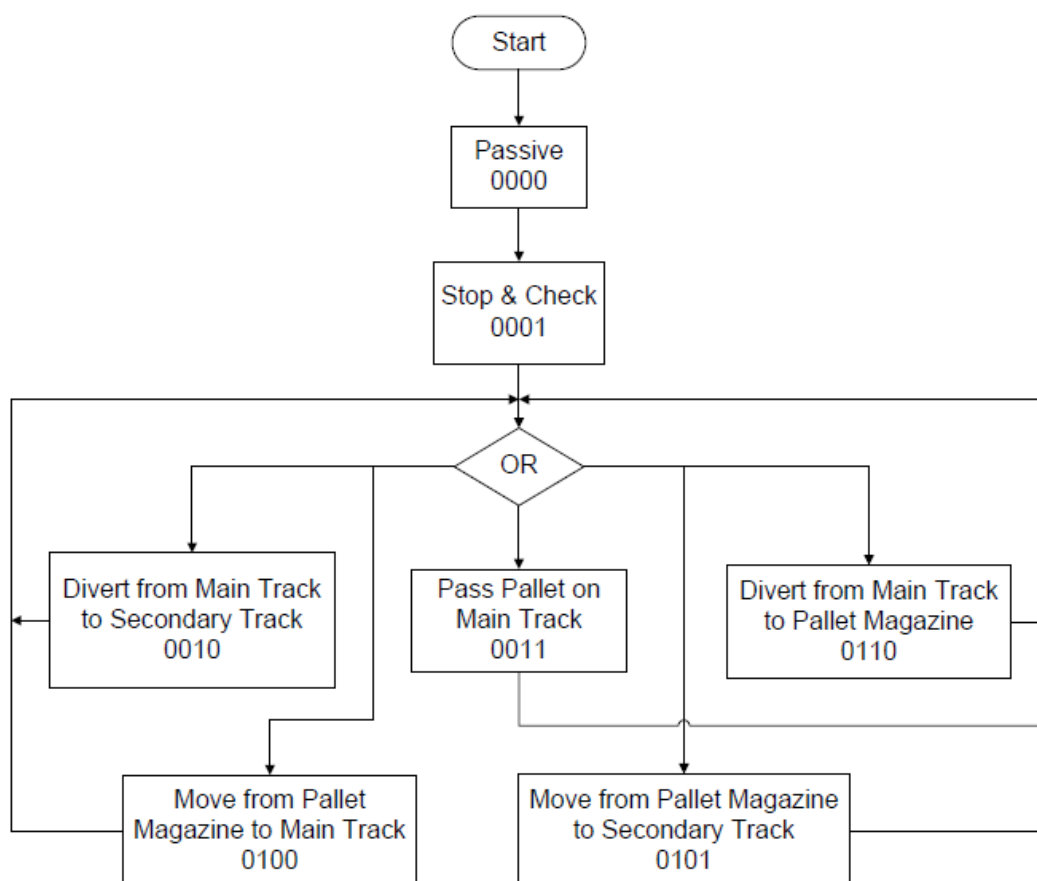 Start
Passive
0000
Stop & Check
0001
OR
Divert from Main Track
to Secondary Track
0010
Pass Pallet on
Main Track
0011
Divert from Main Track
to Pallet Magazine
0110
Move from Pallet
Magazine to Main Track
0100
Move from Pallet Magazine
to Secondary Track
0101